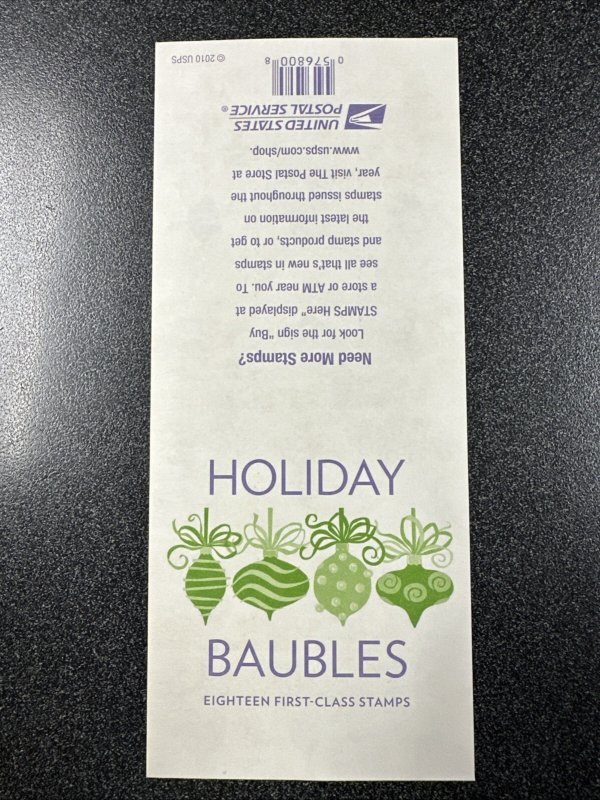 HOLIDAY
BAUBLES
EIGHTEEN FIRST-CLASS STAMPS
Need More Stamps?
Look for the sign "Buy
STAMPS Here" displayed at
a store or ATM near you. To
see all that's new in stamps
and stamp products, or to get
the latest information on
stamps issued throughout the
year, visit The Postal Store at
www.usps.com/shop.
UNITED STATES
POSTAL SERVICE®
0 576800 8
© 2010 USPS